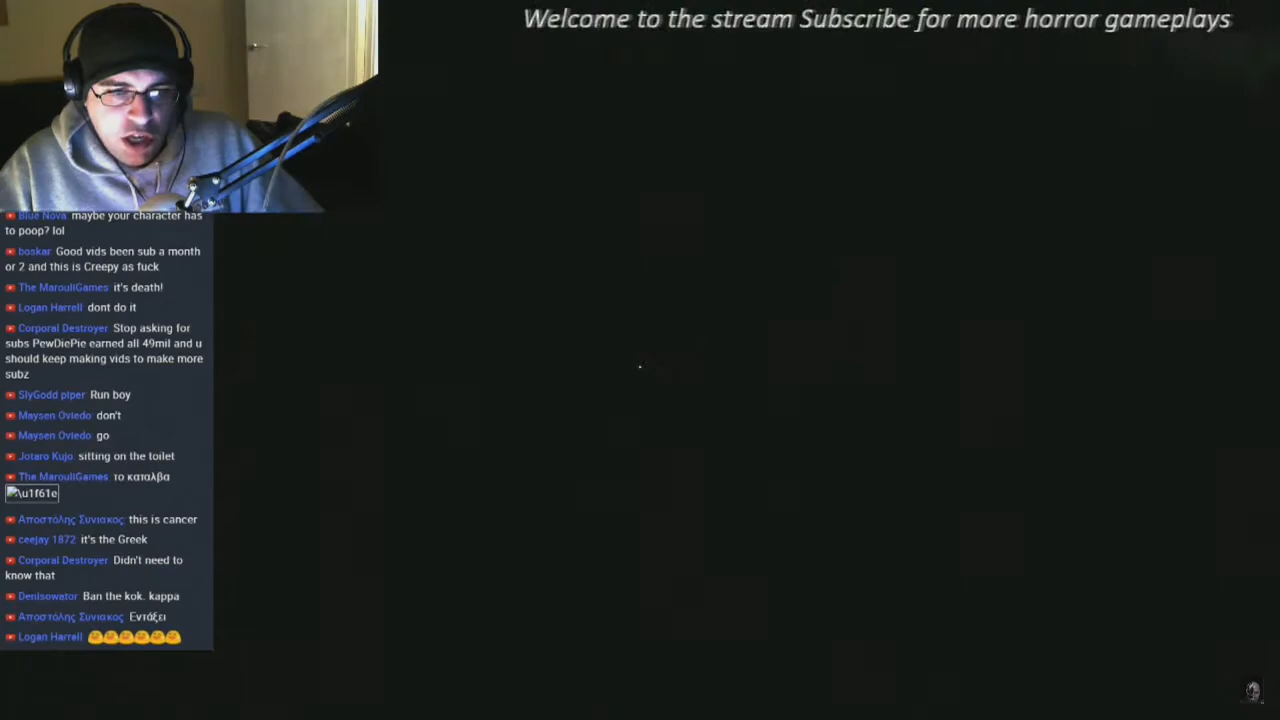 Welcome to the stream Subscribe for more horror gameplays
Blue Nova maybe your character has
to poop? lol
boskar Good vids been sub a month
or 2 and this is Creepy as fuck
The MarouliGames it's death!
Logan Harrell dont do it
Corporal Destroyer Stop asking for
subs PewDiePie earned all 49mil and u
should keep making vids to make more
subz
SlyGodd piper Run boy
Maysen Oviedo don't
Maysen Oviedo go
Jotaro Kujo sitting on the toilet
The MarouliGames το καταλβα
\u1f61e
Αποστόλης Συνιακος this is cancer
ceejay 1872 it's the Greek
Corporal Destroyer Didn't need to
know that
Denisowator Ban the kok. kappa
Αποστόλης Συνιακος Εντάξει
Logan Harrell